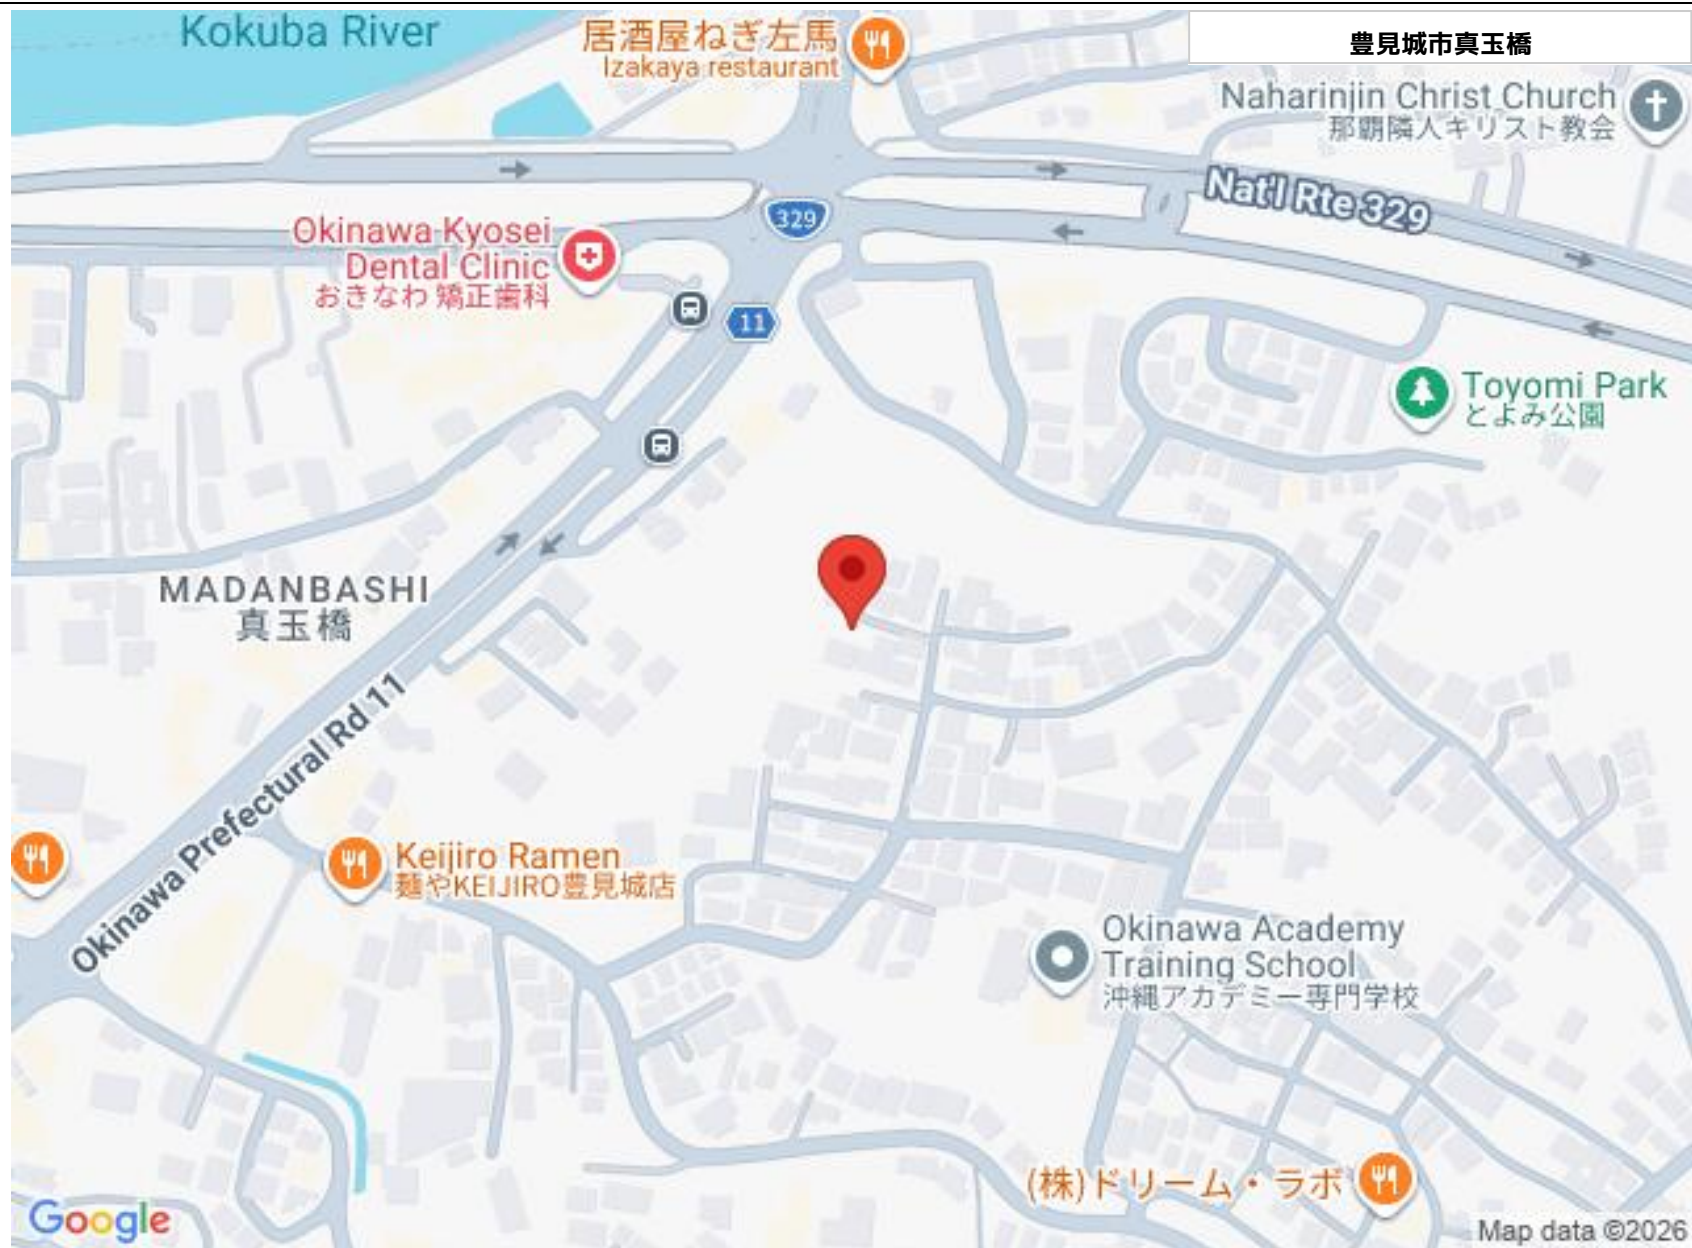 Kokuba River
居酒屋ねぎ左馬
Izakaya restaurant
豊見城市真玉橋
Naharinjin Christ Church
那覇隣人キリスト教会
Nat'l Rte 329
329
Okinawa Kyosei
Dental Clinic
おきなわ 矯正歯科
11
Toyomi Park
とよみ公園
MADANBASHI
真玉橋
Okinawa Prefectural Rd 11
Keijiro Ramen
麺やKEIJIRO豊見城店
Okinawa Academy
Training School
沖縄アカデミー専門学校
(株)ドリーム・ラボ
Google
Map data ©2026